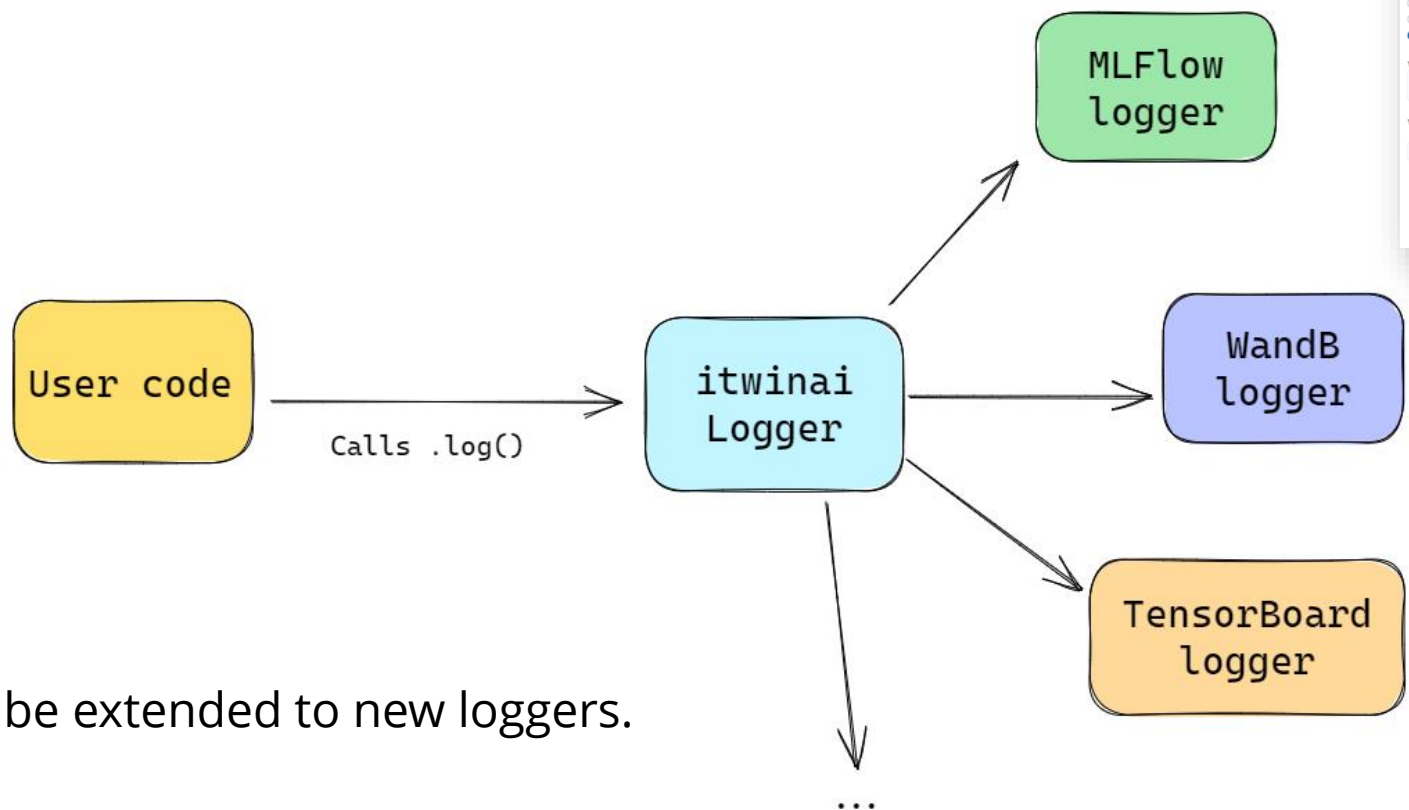 MLFlow
logger
User code
Calls .log()
itwinai
Logger
WandB
logger
TensorBoard
logger
be extended to new loggers.
...